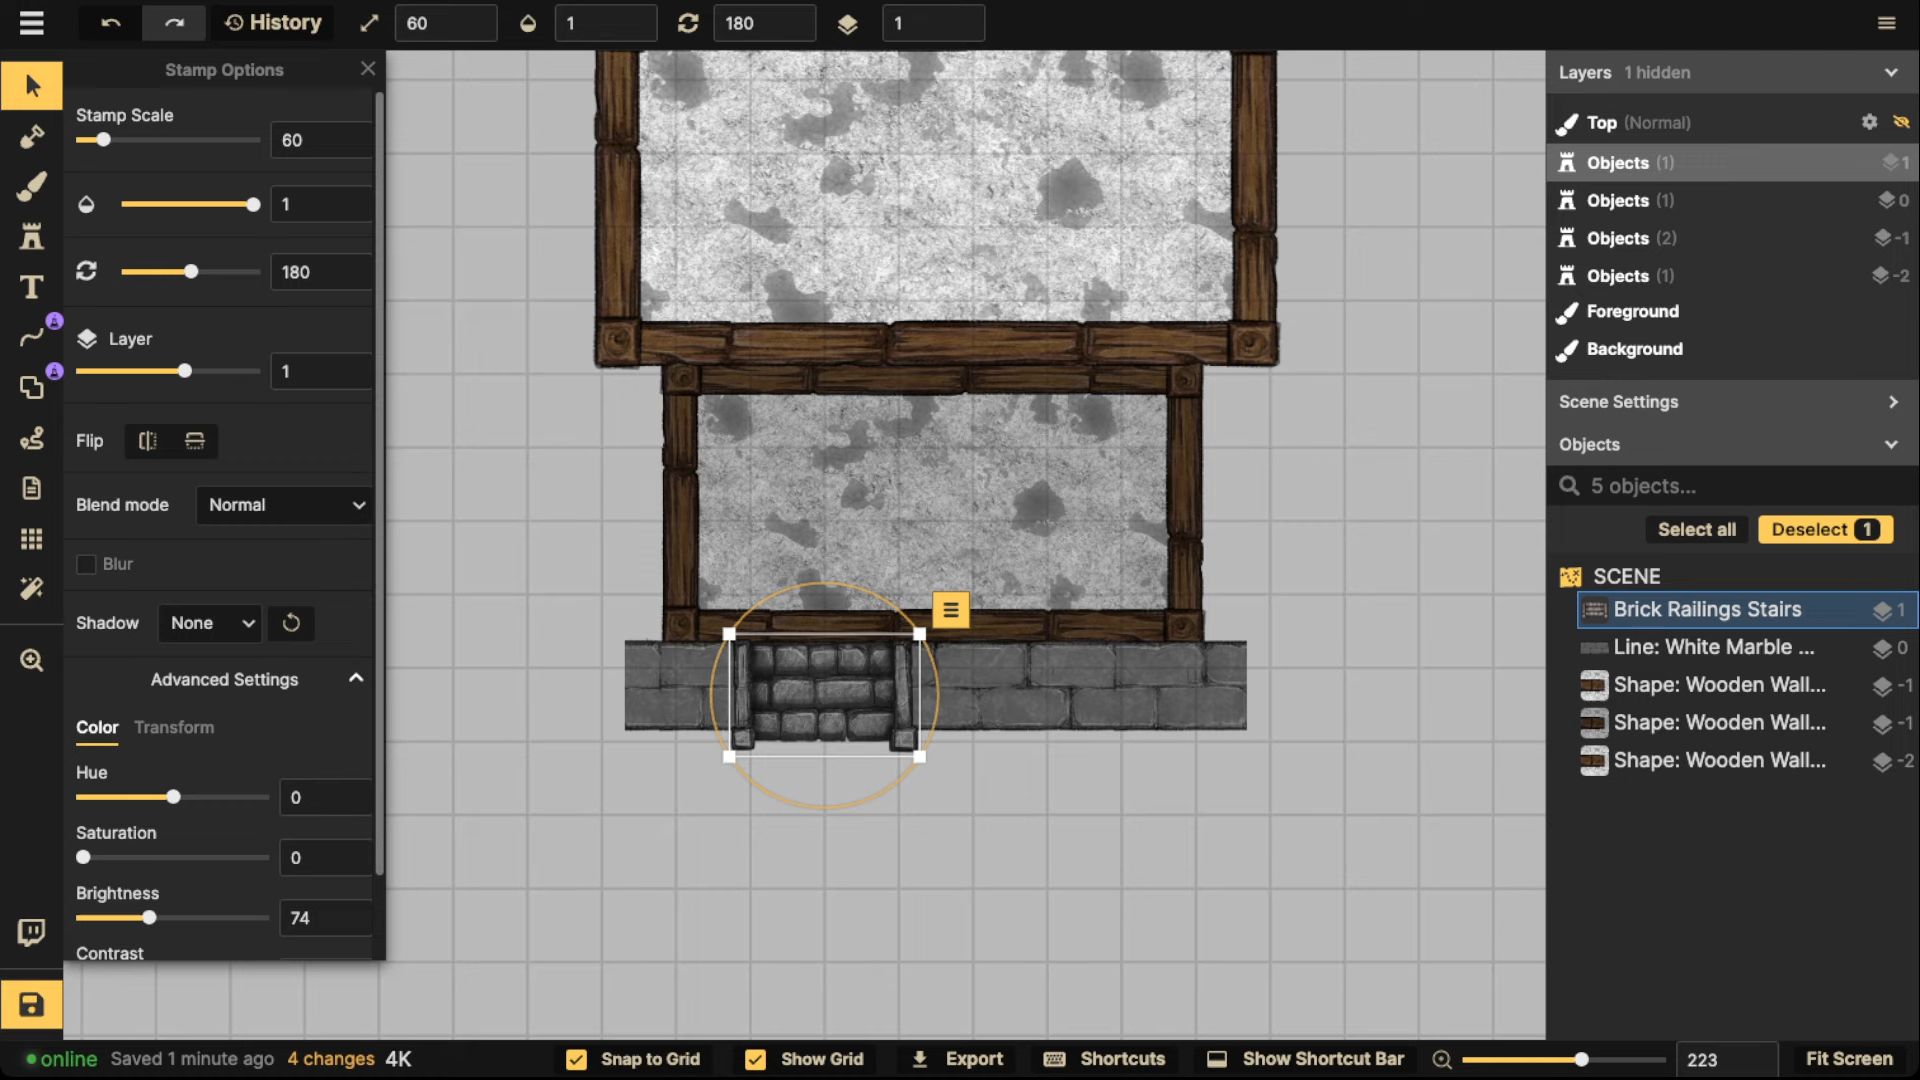 History
60
1
180
1
Stamp Options
Stamp Scale
60
1
180
Layer
1
Flip
Blend mode
Normal
Blur
Shadow
None
Advanced Settings
Color
Transform
Hue
0
Saturation
0
Brightness
74
Contrast
Layers 1 hidden
Top (Normal)
Objects (1) 1
Objects (1) 0
Objects (2) -1
Objects (1) -2
Foreground
Background
Scene Settings
Objects
5 objects...
Select all
Deselect 1
SCENE
Brick Railings Stairs 1
Line: White Marble ... 0
Shape: Wooden Wall... -1
Shape: Wooden Wall... -1
Shape: Wooden Wall... -2
online Saved 1 minute ago 4 changes 4K
Snap to Grid
Show Grid
Export
Shortcuts
Show Shortcut Bar
223
Fit Screen